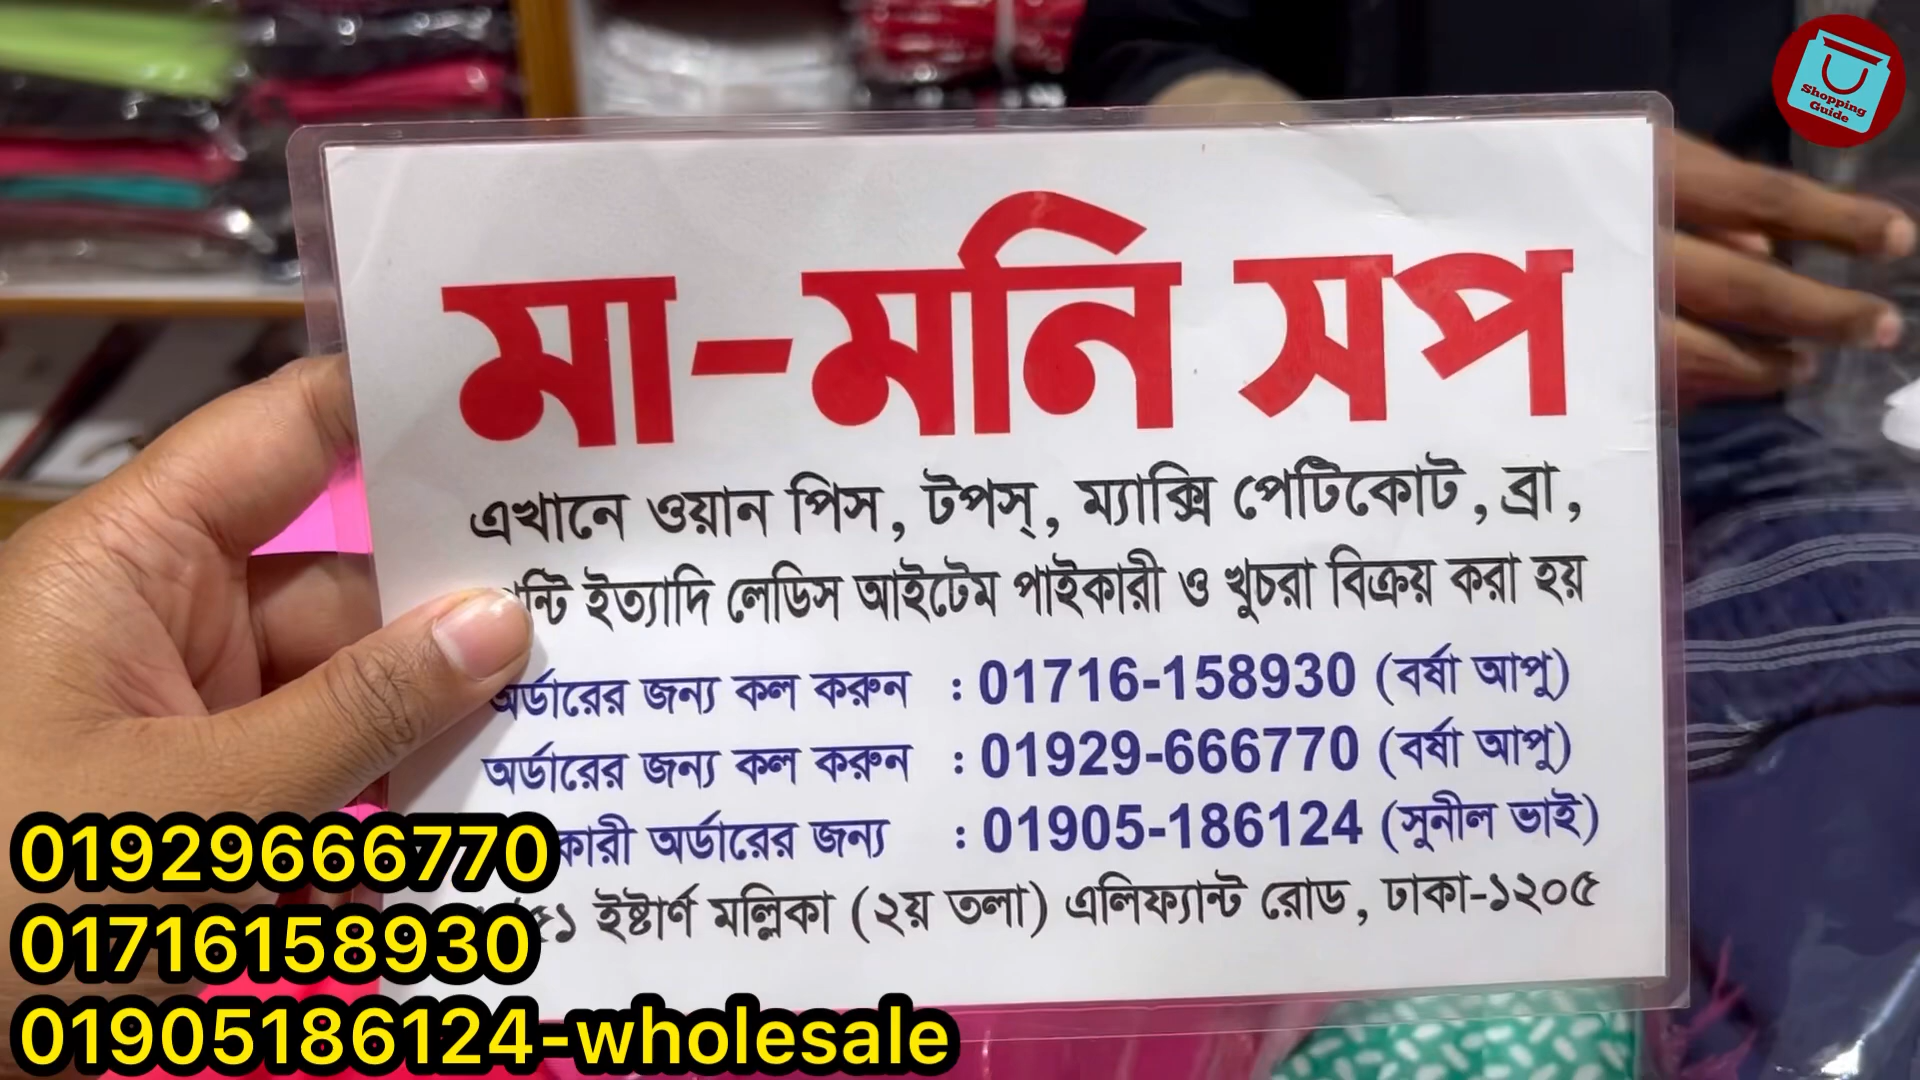 Shopping
Guide
মা-মনি সপ
এখানে ওয়ান পিস, টপস্, ম্যাক্সি পেটিকোট, ব্রা,
ইত্যাদি লেডিস আইটেম পাইকারী ও খুচরা বিক্রয় করা হয়
অর্ডারের জন্য কল করুন : 01716-158930 (বর্ষা আপু)
অর্ডারের জন্য কল করুন : 01929-666770 (বর্ষা আপু)
অর্ডারের জন্য : 01905-186124 (সুনীল ভাই)
ইষ্টার্ণ মল্লিকা (২য় তলা) এলিফ্যান্ট রোড, ঢাকা-১২০৫
01929666770
01716158930
01905186124-wholesale